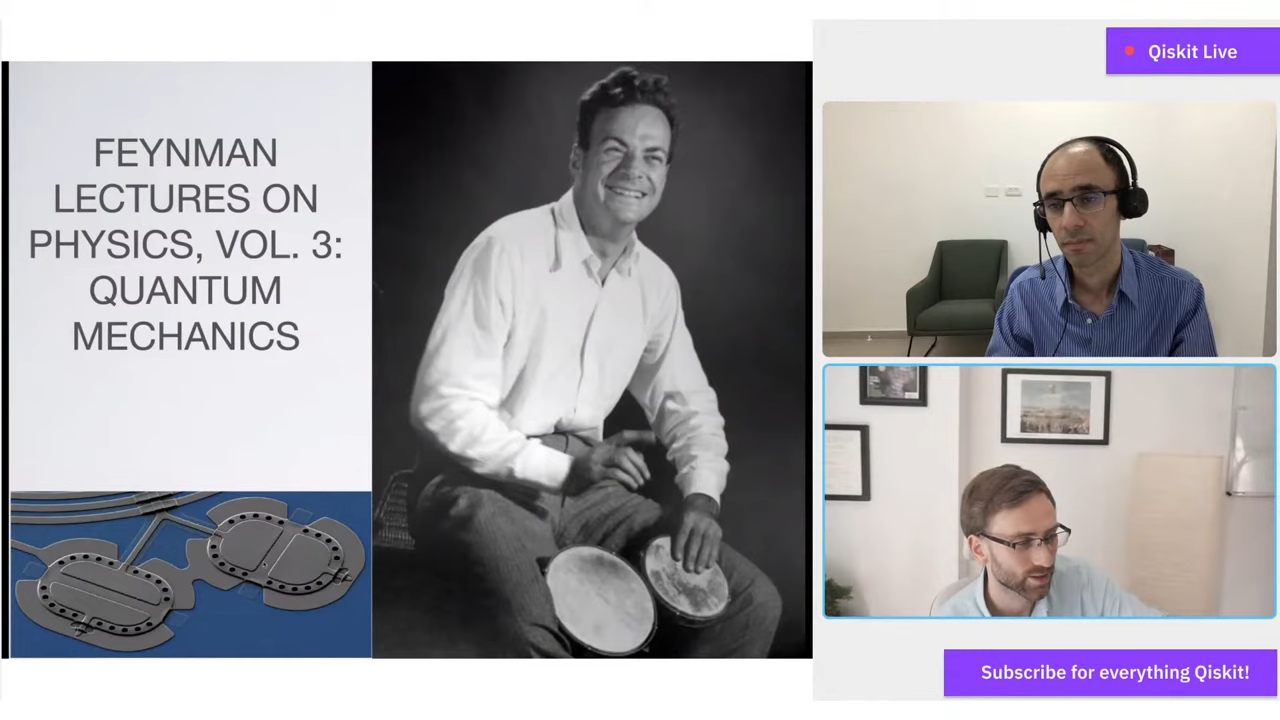 FEYNMAN
LECTURES ON
PHYSICS, VOL. 3:
QUANTUM
MECHANICS
Qiskit Live
Subscribe for everything Qiskit!